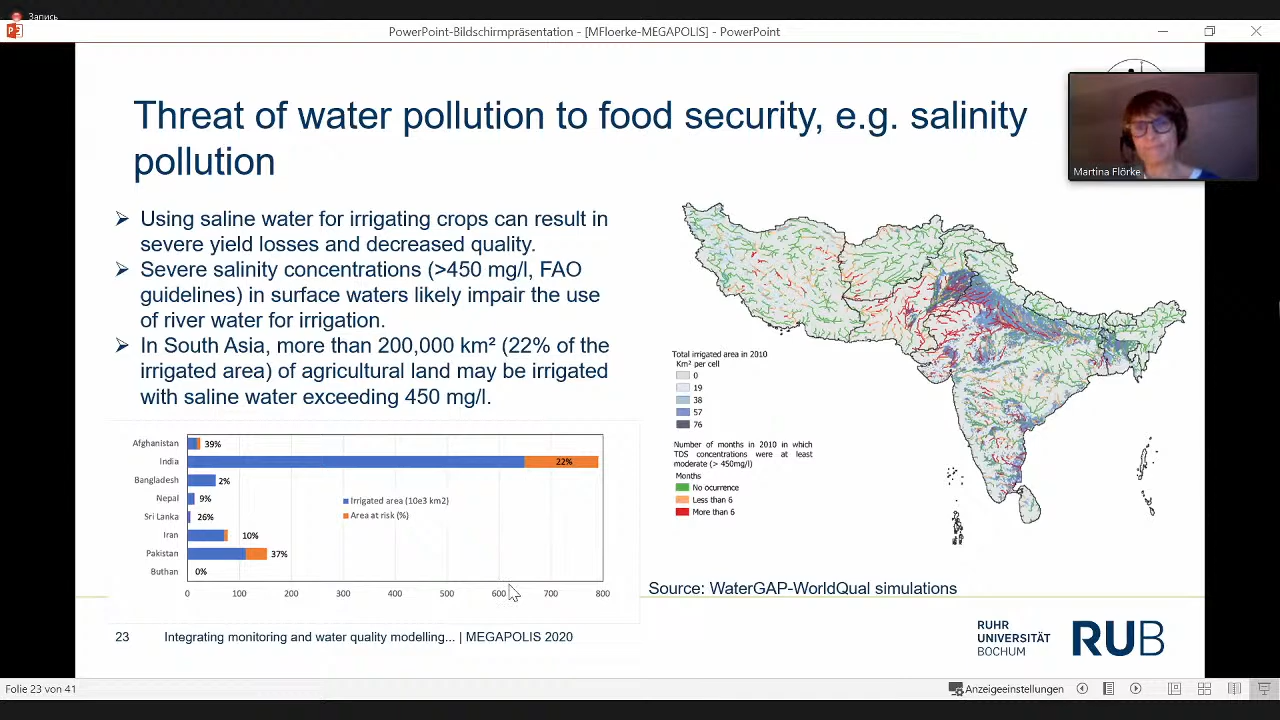 Запись
PowerPoint-Bildschirmpräsentation - [MFloerke-MEGAPOLIS] - PowerPoint
Threat of water pollution to food security, e.g. salinity
pollution
Martina Flörke
➢ Using saline water for irrigating crops can result in
severe yield losses and decreased quality.
➢ Severe salinity concentrations (>450 mg/l, FAO
guidelines) in surface waters likely impair the use
of river water for irrigation.
➢ In South Asia, more than 200,000 km² (22% of the
irrigated area) of agricultural land may be irrigated
with saline water exceeding 450 mg/l.
Afghanistan 39%
India 22%
Bangladesh 2%
Nepal 9%
Sri Lanka 26%
Iran 10%
Pakistan 37%
Buthan 0%
Irrigated area (10e3 km2)
Area at risk (%)
0 100 200 300 400 500 600 700 800
Total irrigated area in 2010
Km² per cell
0
19
38
57
76
Number of months in 2010 in which
TDS concentrations were at least
moderate (> 450mg/l)
Months
No ocurrence
Less than 6
More than 6
Source: WaterGAP-WorldQual simulations
23 Integrating monitoring and water quality modelling... | MEGAPOLIS 2020
RUHR
UNIVERSITÄT
BOCHUM
RUB
Folie 23 von 41
Anzeigeeinstellungen